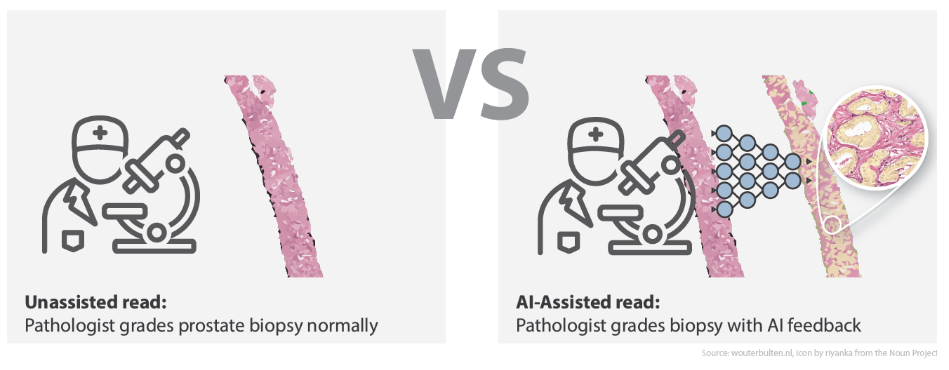 VS
Unassisted read:
Pathologist grades prostate biopsy normally
AI-Assisted read:
Pathologist grades biopsy with AI feedback
Source: wouterbulten.nl, icon by riyanka from the Noun Project